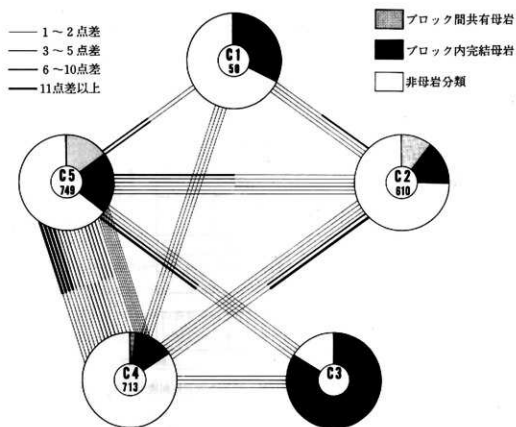 1〜2点差
3〜5点差
6〜10点差
11点差以上
ブロック間共有母岩
ブロック内完結母岩
非母岩分類
C1
50
C5
749
C2
610
C4
713
C3